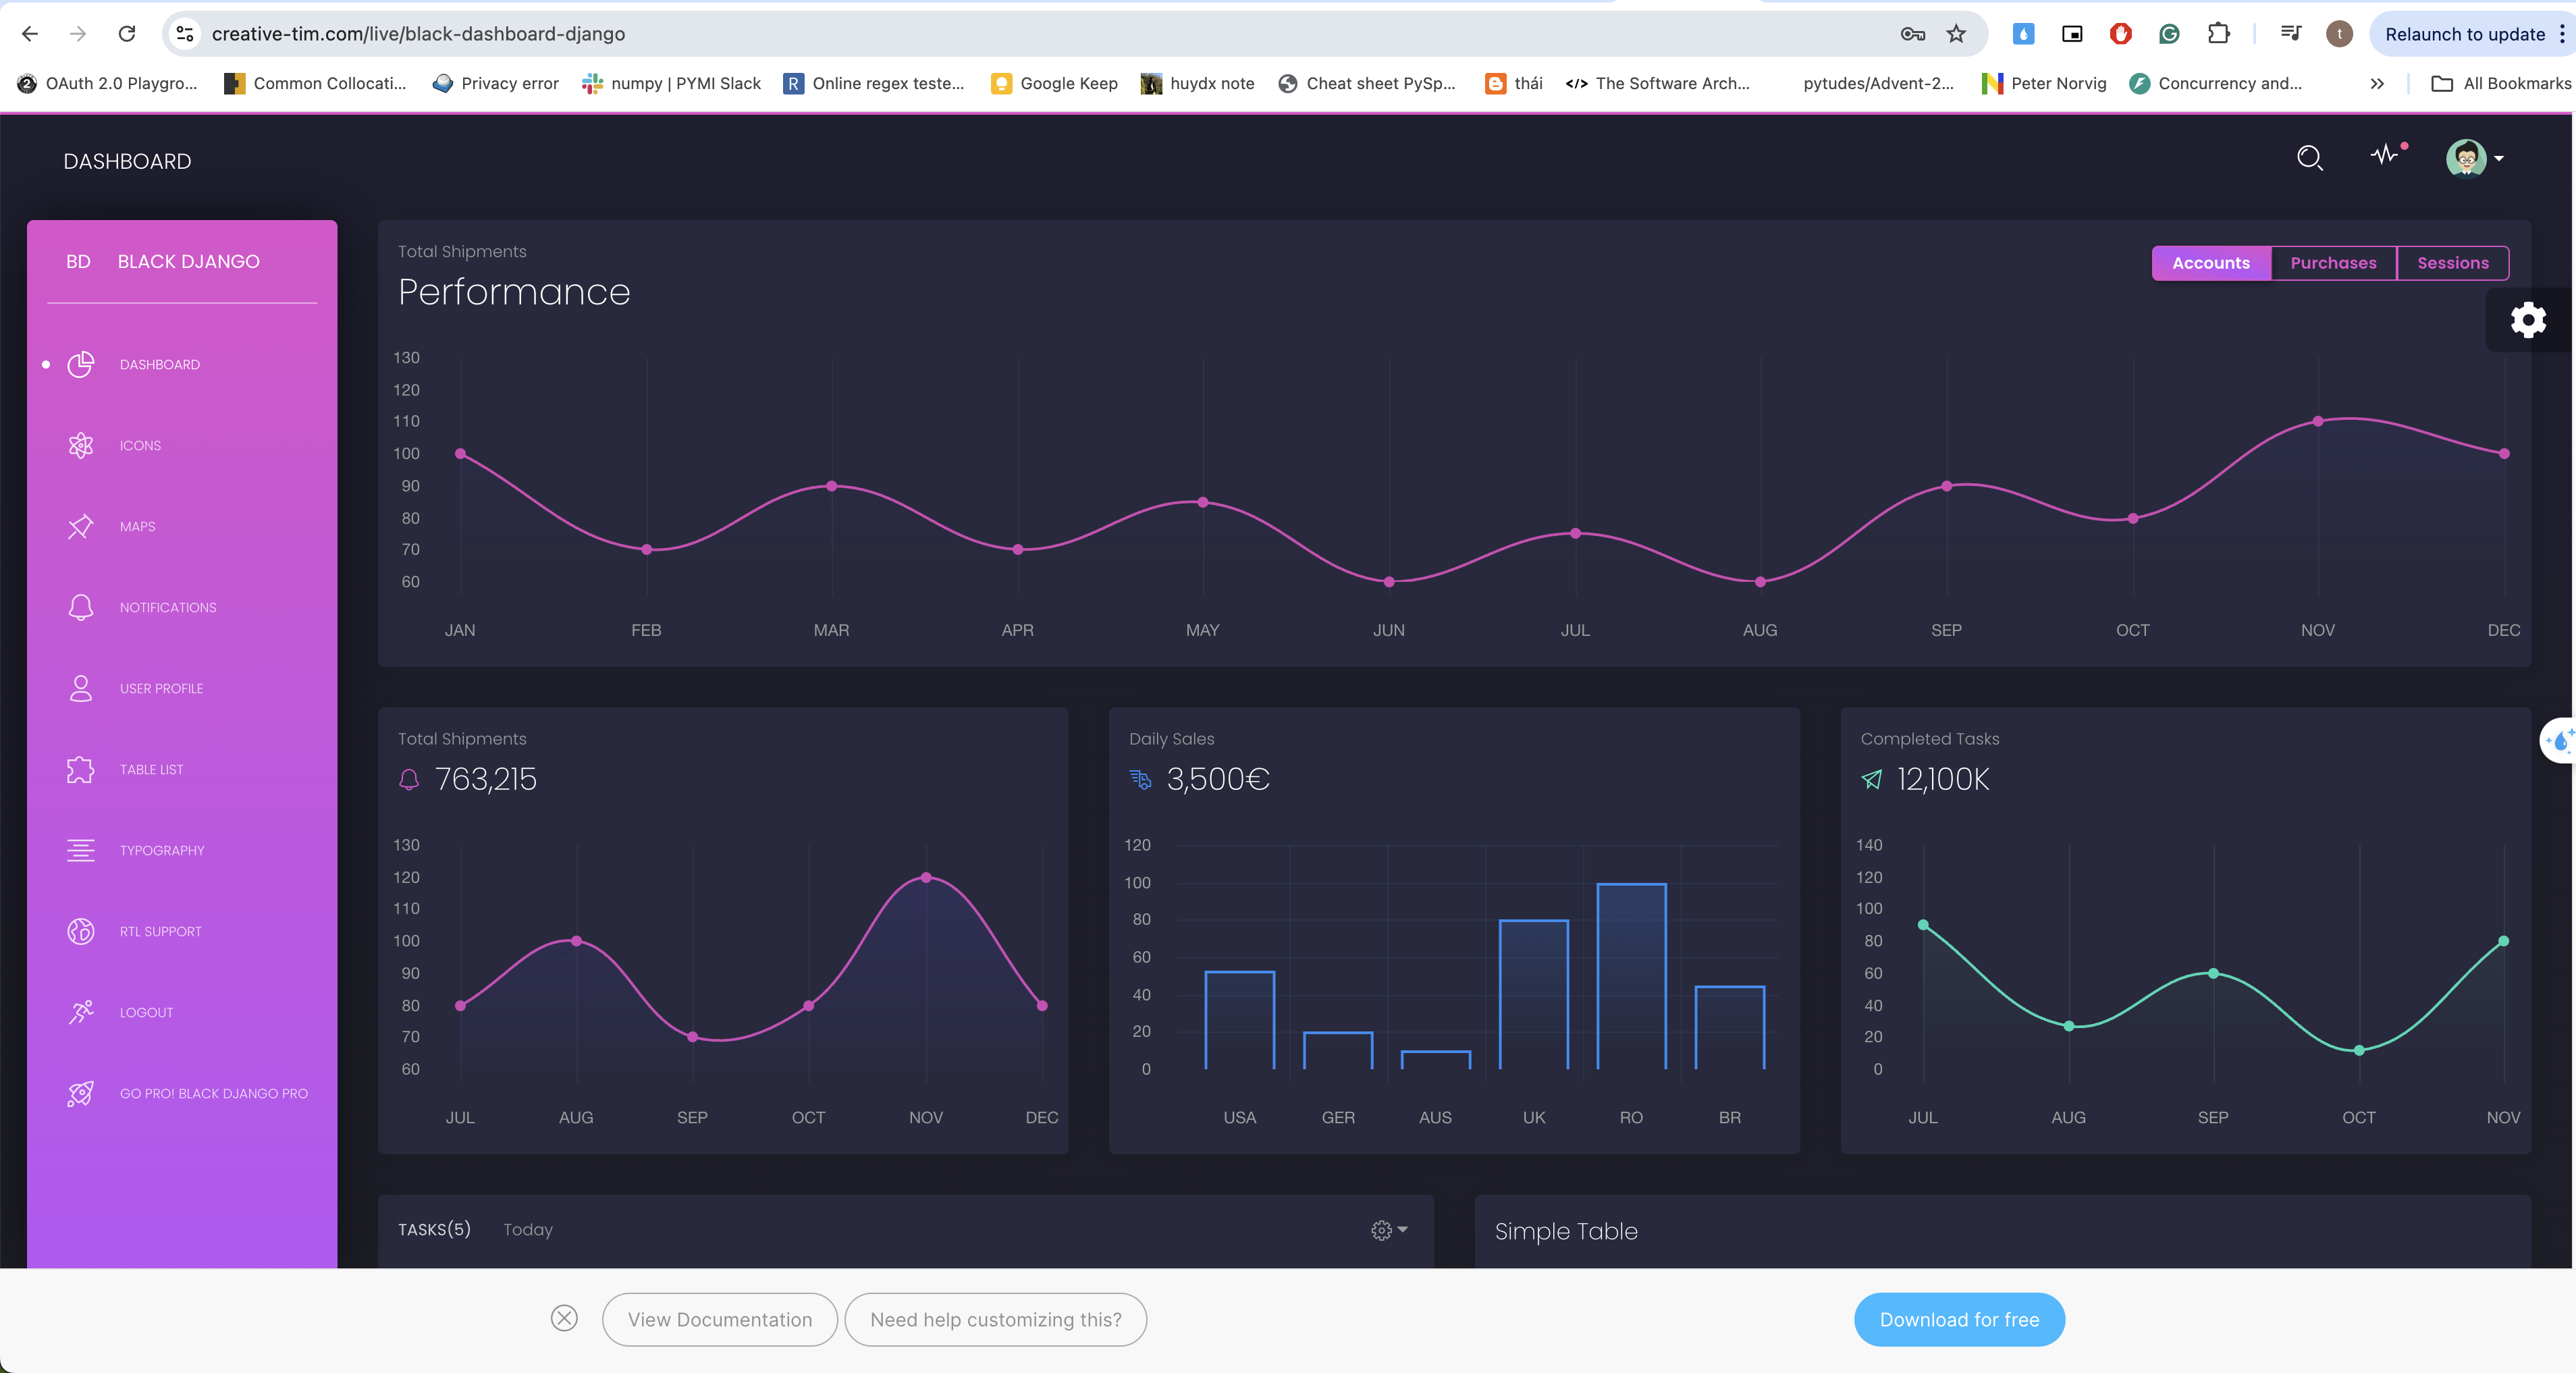 creative-tim.com/live/black-dashboard-django
t
Relaunch to update
OAuth 2.0 Playgro...
Common Collocati...
Privacy error
numpy | PYMI Slack
R
Online regex teste...
Google Keep
huydx note
Cheat sheet PySp...
thái
</> The Software Arch...
pytudes/Advent-2...
Peter Norvig
Concurrency and...
»
All Bookmarks
DASHBOARD
BD BLACK DJANGO
DASHBOARD
ICONS
MAPS
NOTIFICATIONS
USER PROFILE
TABLE LIST
TYPOGRAPHY
RTL SUPPORT
LOGOUT
GO PRO! BLACK DJANGO PRO
Total Shipments
Performance
Accounts Purchases Sessions
130
120
110
100
90
80
70
60
JAN FEB MAR APR MAY JUN JUL AUG SEP OCT NOV DEC
Total Shipments
763,215
130
120
110
100
90
80
70
60
JUL AUG SEP OCT NOV DEC
Daily Sales
3,500€
120
100
80
60
40
20
0
USA GER AUS UK RO BR
Completed Tasks
12,100K
140
120
100
80
60
40
20
0
JUL AUG SEP OCT NOV
TASKS(5) Today
Simple Table
View Documentation
Need help customizing this?
Download for free